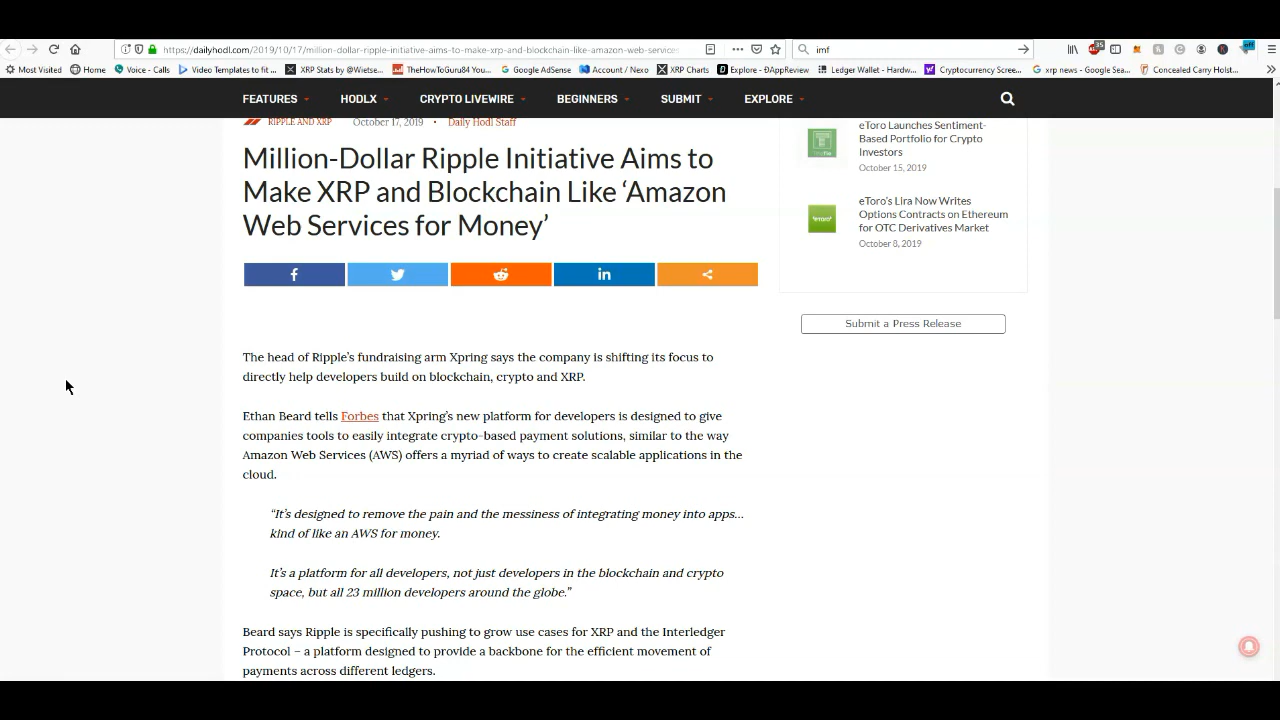 https://dailyhodl.com/2019/10/17/million-dollar-ripple-initiative-aims-to-make-xrp-and-blockchain-like-amazon-web-services
imf
35
off
Most Visited Home Voice - Calls Video Templates to fit ... XRP Stats by @Wietse... TheHowToGuru84 You... Google AdSense Account / Nexo XRP Charts Explore - ÐAppReview Ledger Wallet - Hardw... Cryptocurrency Scree... xrp news - Google Sea... Concealed Carry Holst...
FEATURES HODLX CRYPTO LIVEWIRE BEGINNERS SUBMIT EXPLORE
RIPPLE AND XRP October 17, 2019 Daily Hodl Staff
Million-Dollar Ripple Initiative Aims to
Make XRP and Blockchain Like ‘Amazon
Web Services for Money’
The head of Ripple’s fundraising arm Xpring says the company is shifting its focus to
directly help developers build on blockchain, crypto and XRP.
Ethan Beard tells Forbes that Xpring’s new platform for developers is designed to give
companies tools to easily integrate crypto-based payment solutions, similar to the way
Amazon Web Services (AWS) offers a myriad of ways to create scalable applications in the
cloud.
“It’s designed to remove the pain and the messiness of integrating money into apps…
kind of like an AWS for money.
It’s a platform for all developers, not just developers in the blockchain and crypto
space, but all 23 million developers around the globe.”
Beard says Ripple is specifically pushing to grow use cases for XRP and the Interledger
Protocol – a platform designed to provide a backbone for the efficient movement of
payments across different ledgers.
eToro Launches Sentiment-
Based Portfolio for Crypto
Investors
October 15, 2019
eToro
eToro’s Lira Now Writes
Options Contracts on Ethereum
for OTC Derivatives Market
October 8, 2019
Submit a Press Release